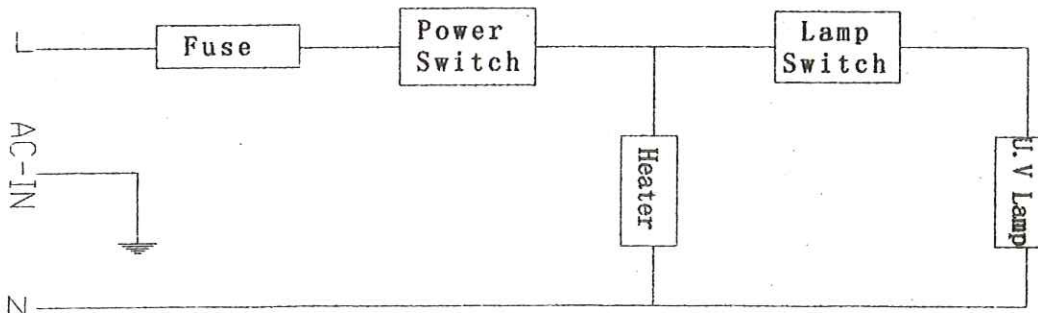 L
Fuse
Power
Switch
Lamp
Switch
AC-IN
Heater
U.V Lamp
N